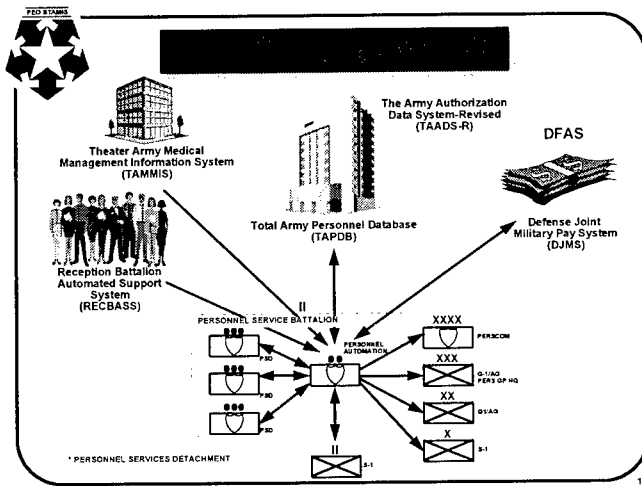 PEO STAMIS
Theater Army Medical
Management Information System
(TAMMIS)
The Army Authorization
Data System-Revised
(TAADS-R)
DFAS
Total Army Personnel Database
(TAPDB)
Defense Joint
Military Pay System
(DJMS)
Reception Battalion
Automated Support
System
(RECBASS)
II
PERSONNEL SERVICE BATTALION
PERSONNEL
AUTOMATION
PSD
PSD
PSD
XXXX
PERSCOM
XXX
G-1/AG
PERS GP HQ
XX
G1/AG
X
S-1
II
S-1
* PERSONNEL SERVICES DETACHMENT